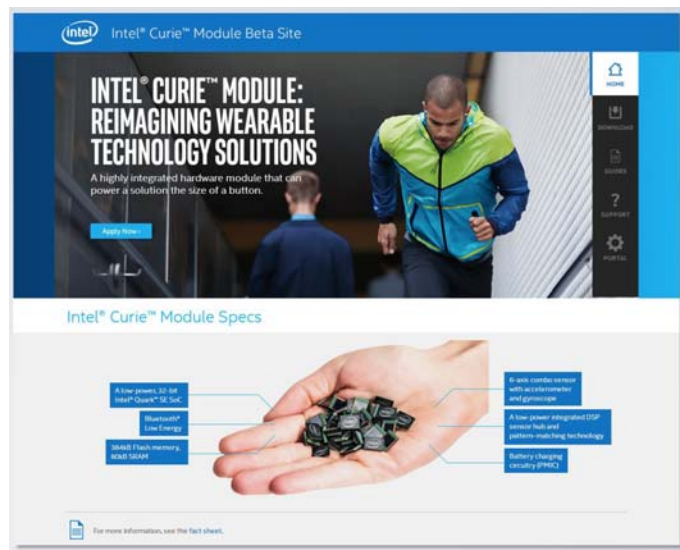 intel
Intel® Curie™ Module Beta Site
INTEL® CURIE™ MODULE:
REIMAGINING WEARABLE
TECHNOLOGY SOLUTIONS
A highly integrated hardware module that can
power a solution the size of a button.
Apply Now ›
HOME
DOWNLOAD
GUIDES
?
SUPPORT
PORTAL
Intel® Curie™ Module Specs
A low-power, 32-bit
Intel® Quark™ SE SoC
Bluetooth®
Low Energy
384kB Flash memory,
80kB SRAM
6-axis combo sensor
with accelerometer
and gyroscope
A low-power integrated DSP
sensor hub and
pattern-matching technology
Battery charging
circuitry (PMIC)
For more information, see the fact sheet.